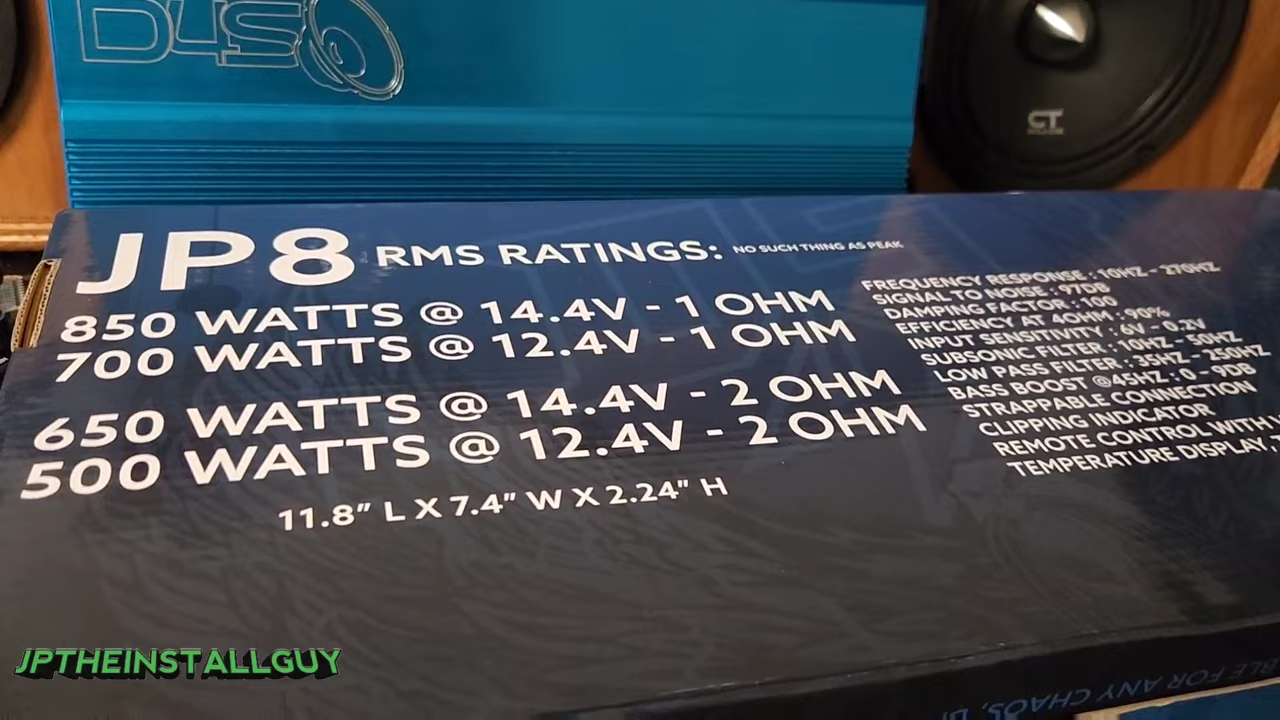 D4S
CT
JP8 RMS RATINGS: NO SUCH THING AS PEAK
850 WATTS @ 14.4V - 1 OHM
700 WATTS @ 12.4V - 1 OHM
650 WATTS @ 14.4V - 2 OHM
500 WATTS @ 12.4V - 2 OHM
11.8" L X 7.4" W X 2.24" H
FREQUENCY RESPONSE : 10HZ - 270HZ
SIGNAL TO NOISE : 97DB
DAMPING FACTOR : 100
EFFICIENCY AT 4OHM : 90%
INPUT SENSITIVITY : 6V - 0.2V
SUBSONIC FILTER : 10HZ - 50HZ
LOW PASS FILTER : 35HZ - 250HZ
BASS BOOST @45HZ : 0 - 9DB
STRAPPABLE CONNECTION
CLIPPING INDICATOR
REMOTE CONTROL WITH
TEMPERATURE DISPLAY,
JPTHEINSTALLGUY
FOR ANY CHAOS,